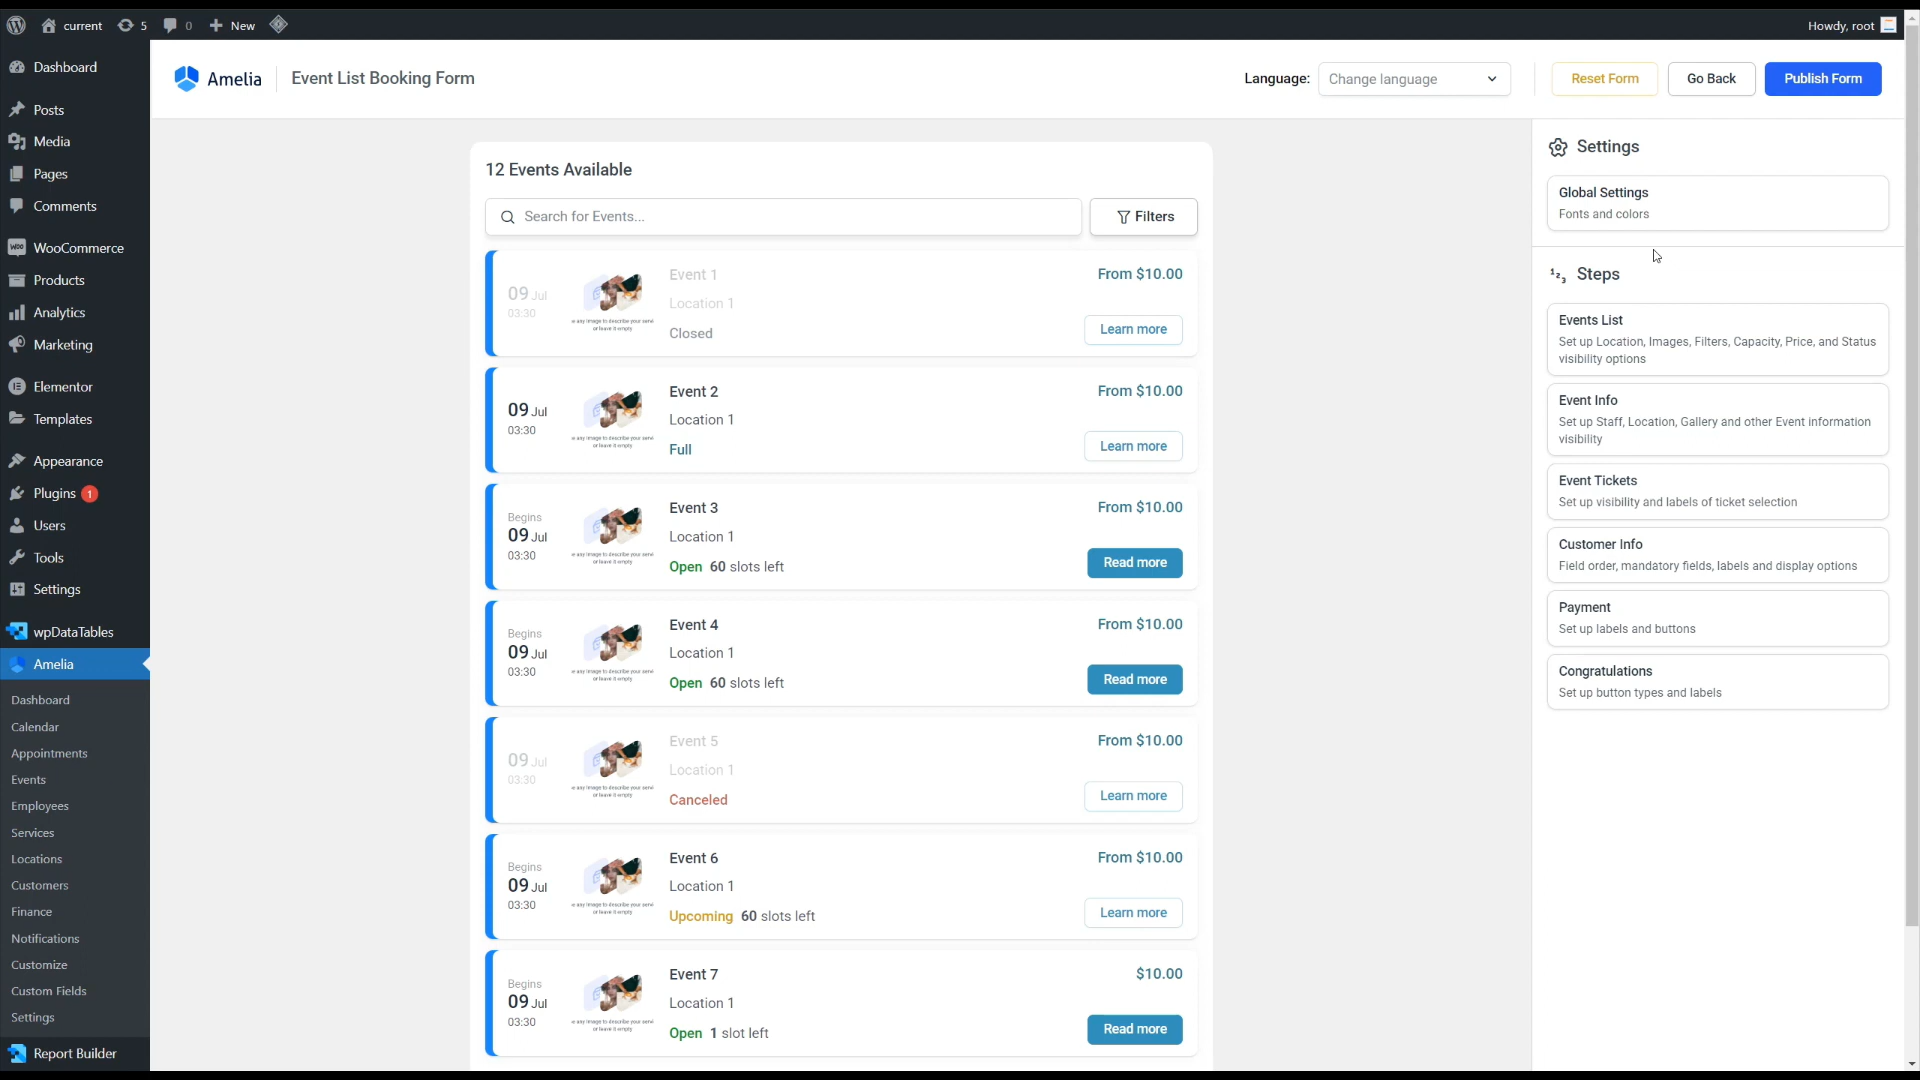 current
5
0
New
Howdy, root
Dashboard
Posts
Media
Pages
Comments
WooCommerce
Products
Analytics
Marketing
Elementor
Templates
Appearance
Plugins 1
Users
Tools
Settings
wpDataTables
Amelia
Dashboard
Calendar
Appointments
Events
Employees
Services
Locations
Customers
Finance
Notifications
Customize
Custom Fields
Settings
Report Builder
Amelia
Event List Booking Form
Language:
Change language
Reset Form
Go Back
Publish Form
12 Events Available
Search for Events...
Filters
09 Jul
03:30
Event 1
Location 1
Closed
From $10.00
Learn more
09 Jul
03:30
Event 2
Location 1
Full
From $10.00
Learn more
Begins
09 Jul
03:30
Event 3
Location 1
Open 60 slots left
From $10.00
Read more
Begins
09 Jul
03:30
Event 4
Location 1
Open 60 slots left
From $10.00
Read more
09 Jul
03:30
Event 5
Location 1
Canceled
From $10.00
Learn more
Begins
09 Jul
03:30
Event 6
Location 1
Upcoming 60 slots left
From $10.00
Learn more
Begins
09 Jul
03:30
Event 7
Location 1
Open 1 slot left
$10.00
Read more
Settings
Global Settings
Fonts and colors
Steps
Events List
Set up Location, Images, Filters, Capacity, Price, and Status
visibility options
Event Info
Set up Staff, Location, Gallery and other Event information
visibility
Event Tickets
Set up visibility and labels of ticket selection
Customer Info
Field order, mandatory fields, labels and display options
Payment
Set up labels and buttons
Congratulations
Set up button types and labels